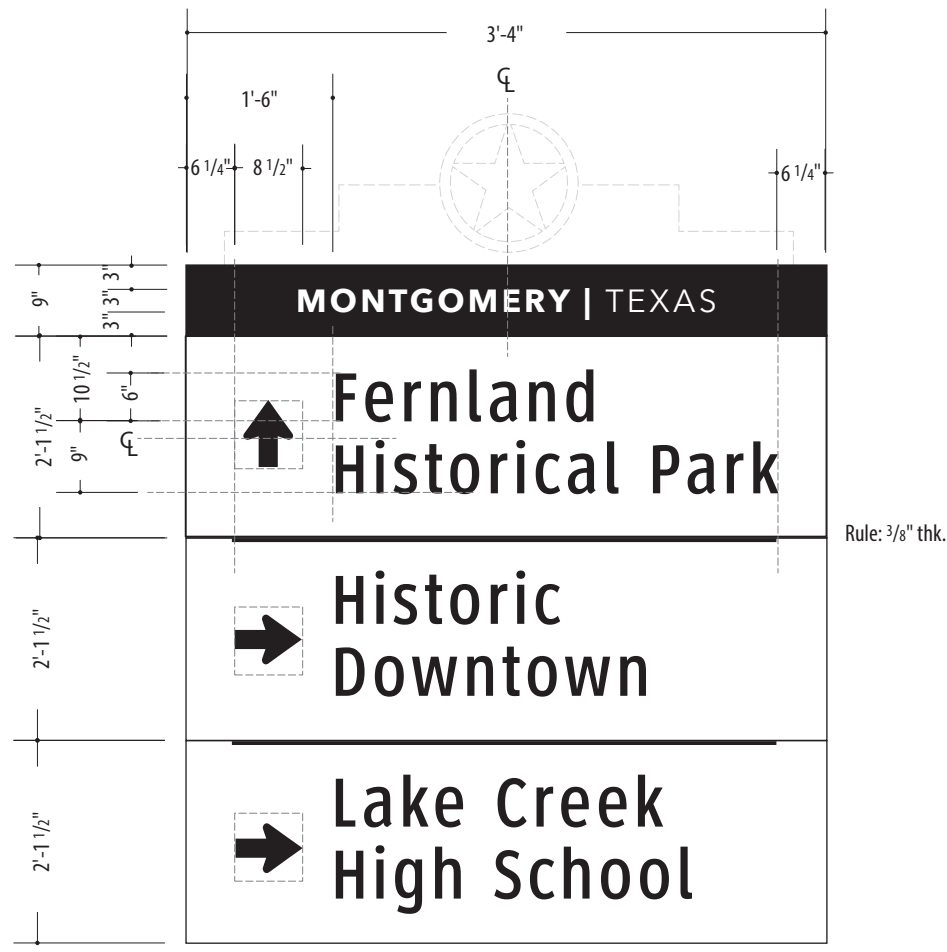 3'-4"
℄
1'-6"
6 1/4"
8 1/2"
6 1/4"
MONTGOMERY | TEXAS
9"
3"
3"
3"
Fernland
Historical Park
2'-1 1/2"
10 1/2"
6"
9"
℄
Rule: 3/8" thk.
Historic
Downtown
2'-1 1/2"
Lake Creek
High School
2'-1 1/2"